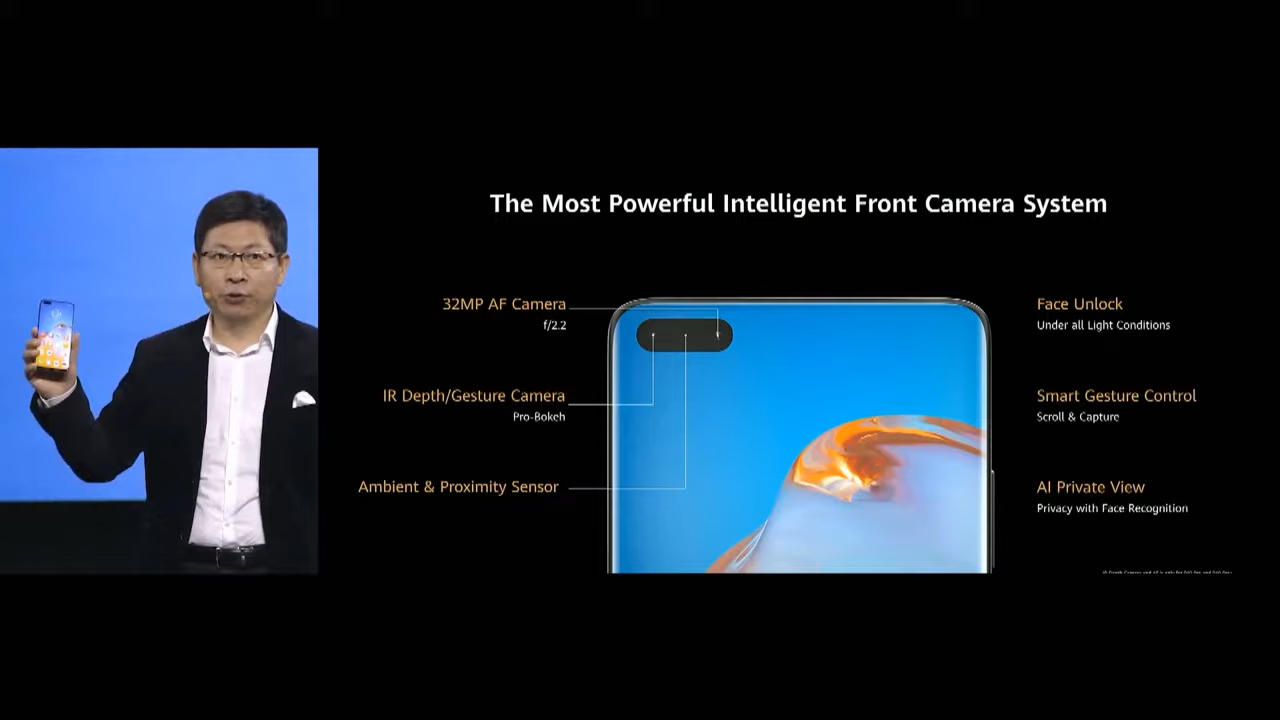 The Most Powerful Intelligent Front Camera System
32MP AF Camera
f/2.2
IR Depth/Gesture Camera
Pro-Bokeh
Ambient & Proximity Sensor
Face Unlock
Under all Light Conditions
Smart Gesture Control
Scroll & Capture
AI Private View
Privacy with Face Recognition